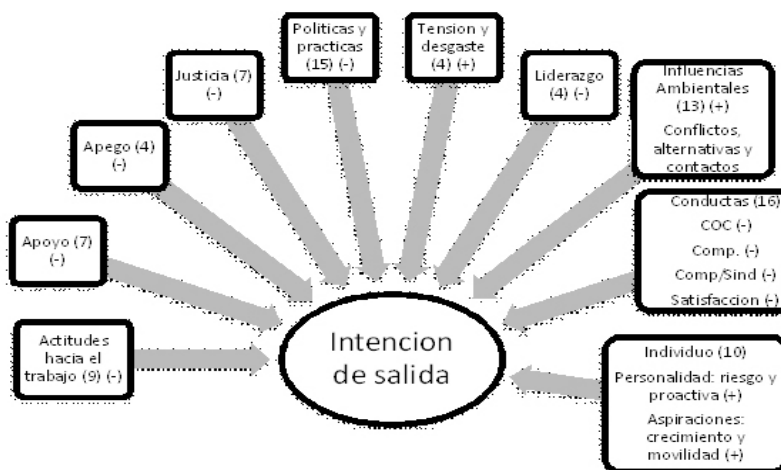 Actitudes
hacia el
trabajo (9) (-)
Apoyo (7)
(-)
Apego (4)
(-)
Justicia (7)
(-)
Politicas y
practicas
(15) (-)
Tension y
desgaste
(4) (+)
Liderazgo
(4) (-)
Influencias
Ambientales
(13) (+)
Conflictos,
alternativas y
contactos
Conductas (16)
COC (-)
Comp. (-)
Comp/Sind (-)
Satisfaccion (-)
Individuo (10)
Personalidad: riesgo y
proactiva (+)
Aspiraciones:
crecimiento y
movilidad (+)
Intencion
de salida